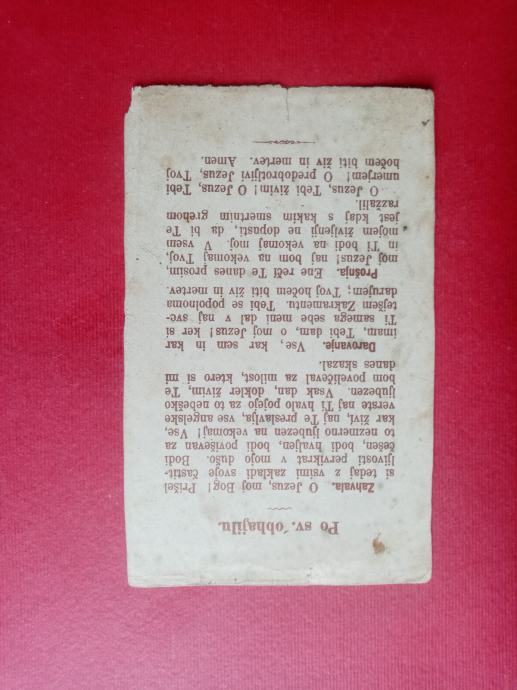 Po sv. obhajilu.
Zahvala. O Jezus, moj Bog! Prišel
si tedaj z vsimi zakladi svoje častit-
ljivosti pervikrat v mojo dušo. Bodi
češen, bodi hvaljen, bodi poviševan za
to neizmerno ljubezen na vekomaj! Vse,
kar živi, naj Te preslavlja, vse angelske
verste naj Ti hvalo pojejo za to nebeško
ljubezen. Vsak dan, dokler živim, Te
bom poveličeval za milost, ktero si mi
danes skazal.
Darovanje. Vse, kar sem in kar
imam, Tebi dam, o moj Jezus! ker si
Ti samega sebe meni dal v naj sve-
tejšem Zakramentu. Tebi se popolnoma
darujem; Tvoj hočem biti živ in mertev.
Prošnja. Ene reči Te danes prosim,
moj Jezus! naj bom na vekomaj Tvoj,
in Ti bodi na vekomaj moj. V vsem
mojem življenji ne dopasti, da bi Te
jest kdaj s kakim smertnim grehom
razžalil.
O Jezus, Tebi živim! O Jezus, Tebi
umerjem! O predobrotljivi Jezus, Tvoj
hočem biti živ in mertev. Amen.